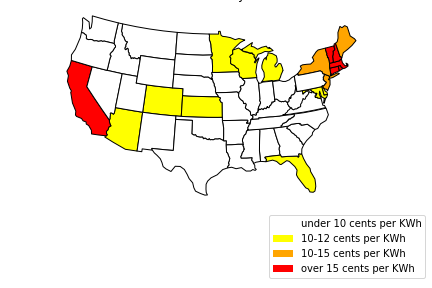 under 10 cents per KWh
10-12 cents per KWh
10-15 cents per KWh
over 15 cents per KWh